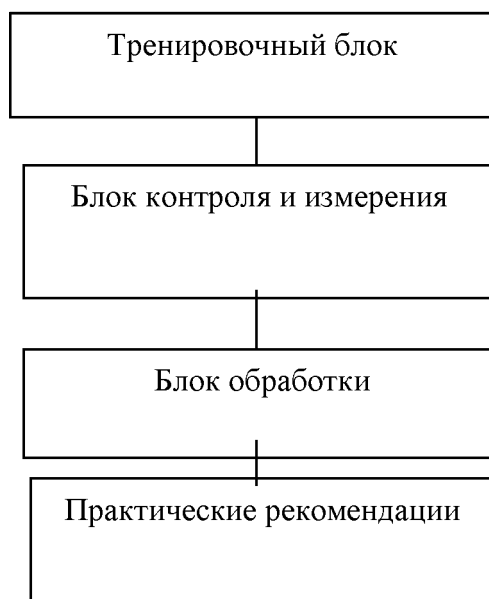 Тренировочный блок
Блок контроля и измерения
Блок обработки
Практические рекомендации